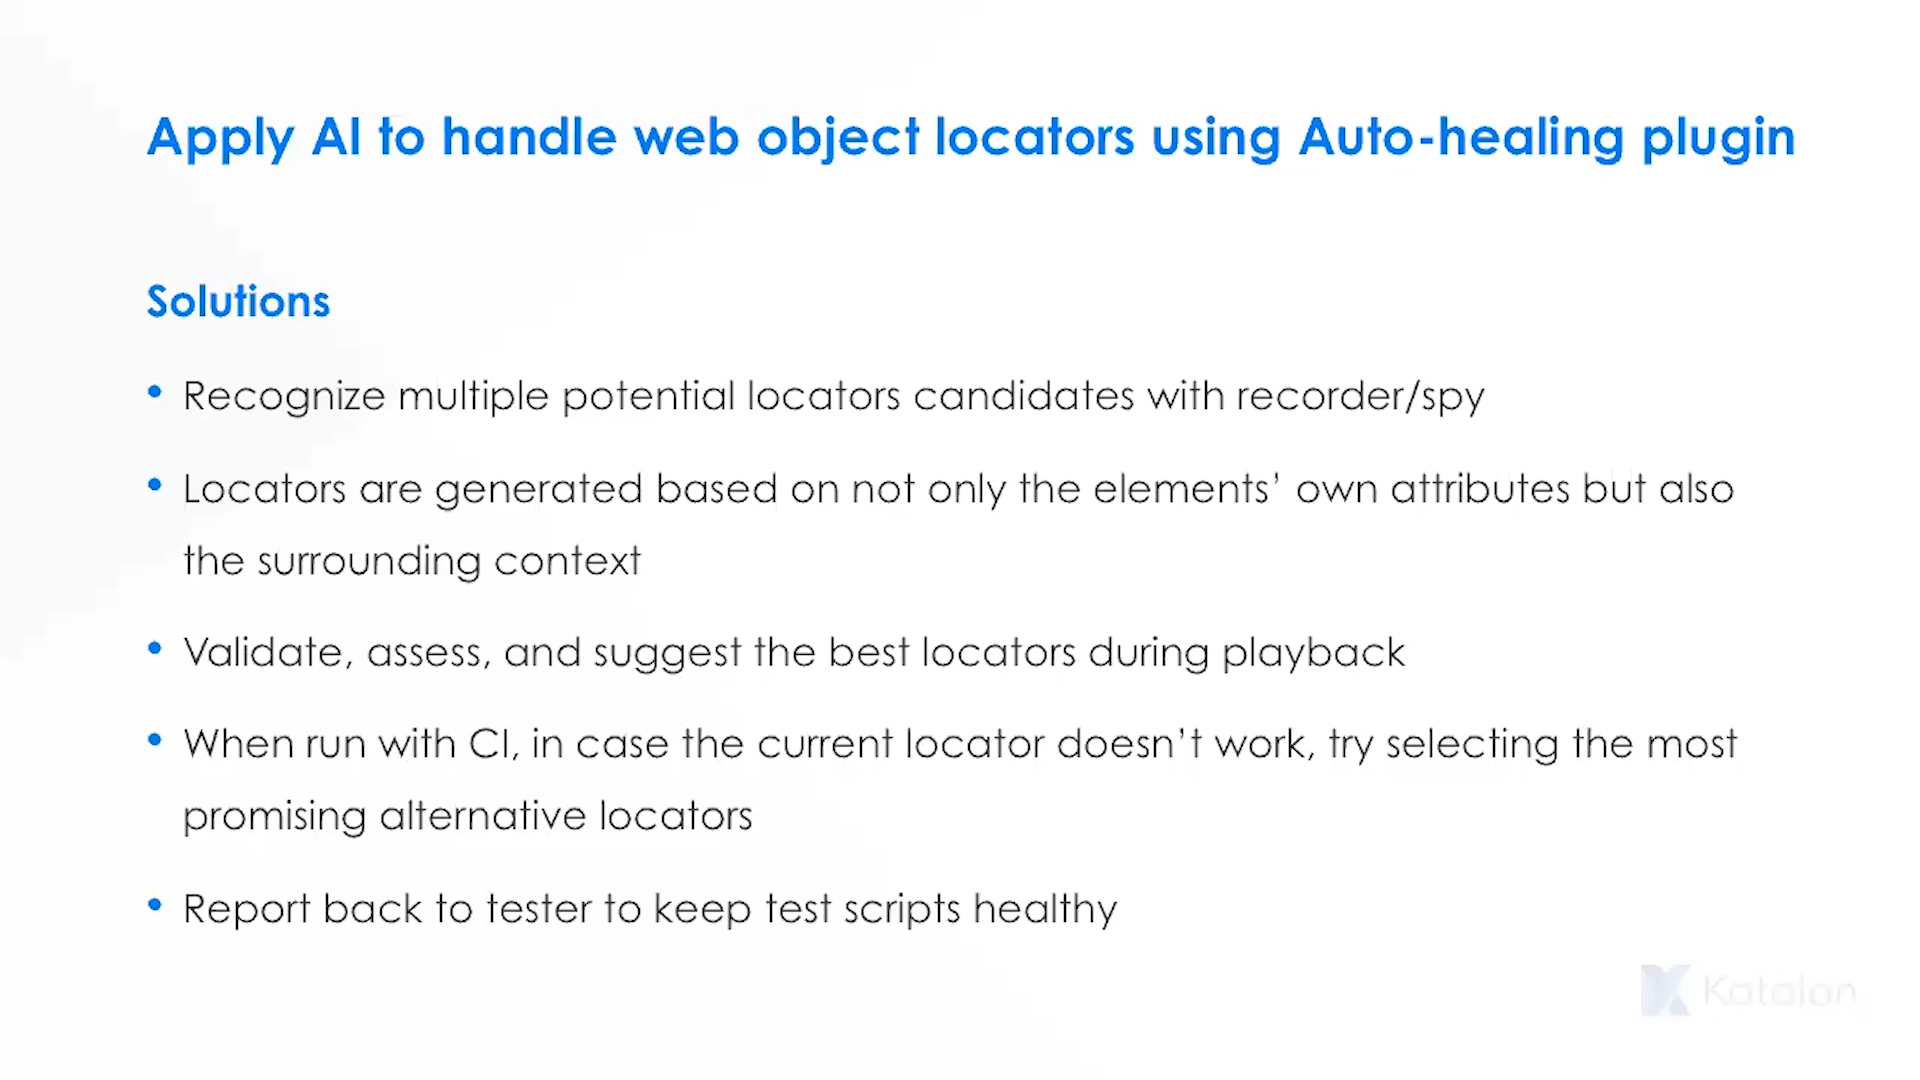 Apply AI to handle web object locators using Auto-healing plugin
Solutions
• Recognize multiple potential locators candidates with recorder/spy
• Locators are generated based on not only the elements’ own attributes but also
the surrounding context
• Validate, assess, and suggest the best locators during playback
• When run with CI, in case the current locator doesn’t work, try selecting the most
promising alternative locators
• Report back to tester to keep test scripts healthy
Katalon